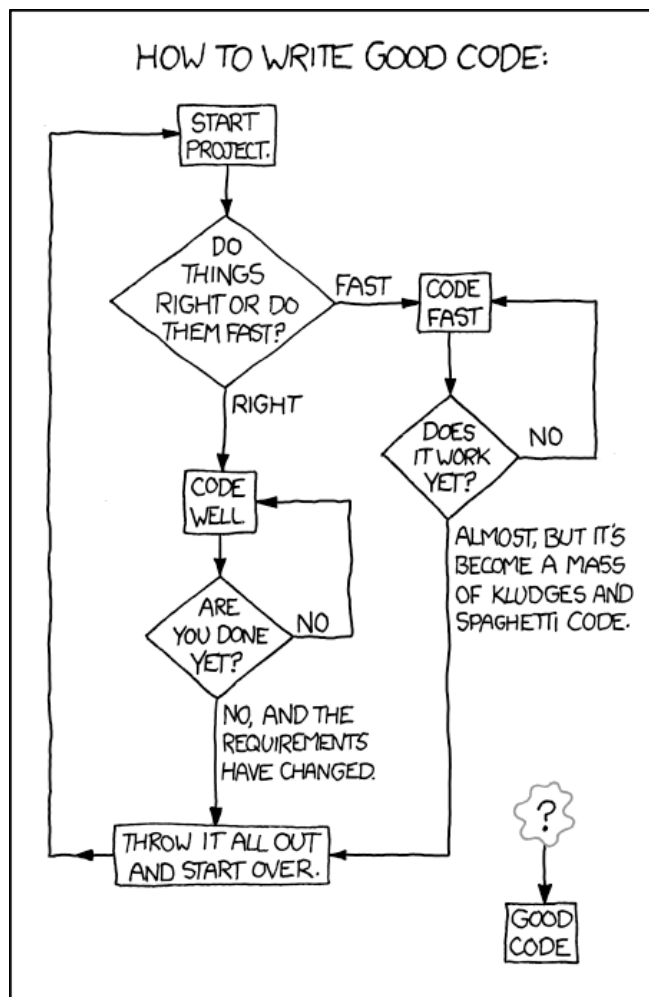 HOW TO WRITE GOOD CODE:
START
PROJECT.
DO
THINGS
RIGHT OR DO
THEM FAST?
FAST
CODE
FAST
RIGHT
DOES
IT WORK
YET?
NO
CODE
WELL.
ALMOST, BUT IT'S
BECOME A MASS
OF KLUDGES AND
SPAGHETTI CODE.
ARE
YOU DONE
YET?
NO
NO, AND THE
REQUIREMENTS
HAVE CHANGED.
THROW IT ALL OUT
AND START OVER.
?
GOOD
CODE